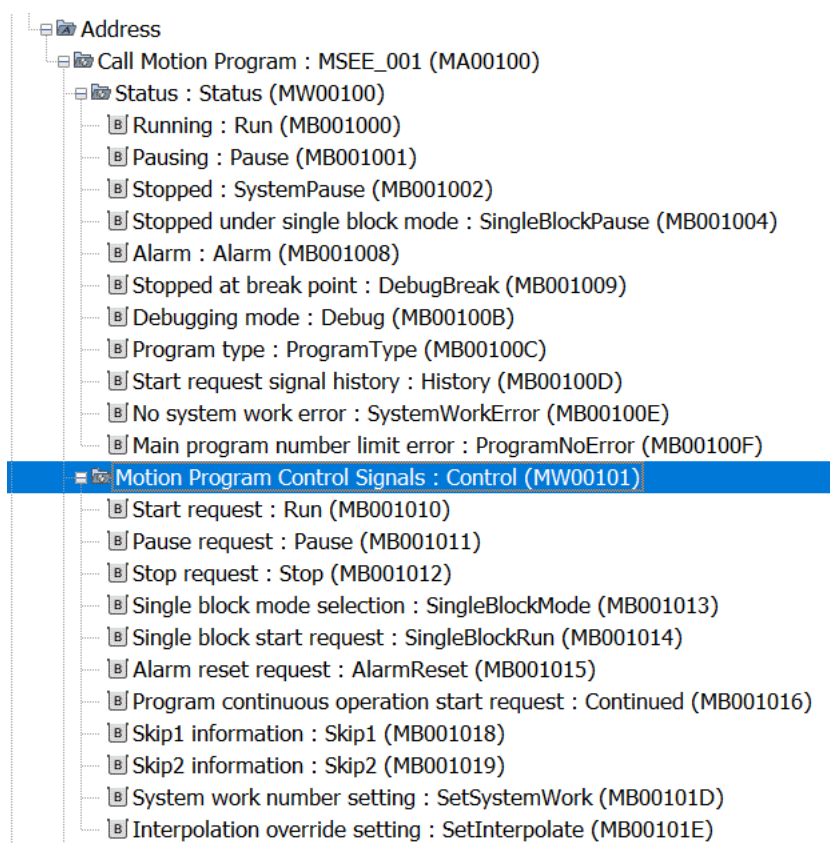 Address
Call Motion Program : MSEE_001 (MA00100)
Status : Status (MW00100)
B Running : Run (MB001000)
B Pausing : Pause (MB001001)
B Stopped : SystemPause (MB001002)
B Stopped under single block mode : SingleBlockPause (MB001004)
B Alarm : Alarm (MB001008)
B Stopped at break point : DebugBreak (MB001009)
B Debugging mode : Debug (MB00100B)
B Program type : ProgramType (MB00100C)
B Start request signal history : History (MB00100D)
B No system work error : SystemWorkError (MB00100E)
B Main program number limit error : ProgramNoError (MB00100F)
Motion Program Control Signals : Control (MW00101)
B Start request : Run (MB001010)
B Pause request : Pause (MB001011)
B Stop request : Stop (MB001012)
B Single block mode selection : SingleBlockMode (MB001013)
B Single block start request : SingleBlockRun (MB001014)
B Alarm reset request : AlarmReset (MB001015)
B Program continuous operation start request : Continued (MB001016)
B Skip1 information : Skip1 (MB001018)
B Skip2 information : Skip2 (MB001019)
B System work number setting : SetSystemWork (MB00101D)
B Interpolation override setting : SetInterpolate (MB00101E)